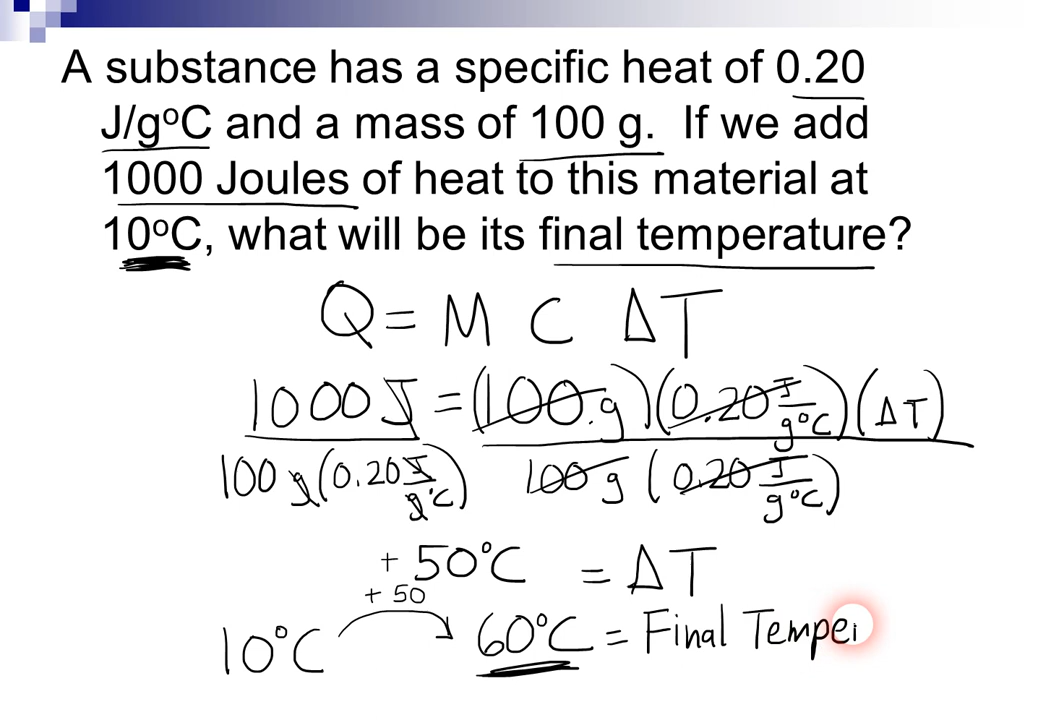 A substance has a specific heat of 0.20
J/g°C and a mass of 100 g. If we add
1000 Joules of heat to this material at
10°C, what will be its final temperature?
Q = M C ΔT
1000 J = (100.g)(0.20 J/g°C)(ΔT)
100 g (0.20 J/g°C) 100 g (0.20 J/g°C)
+ 50°C = ΔT
+ 50
10°C 60°C = Final Temper